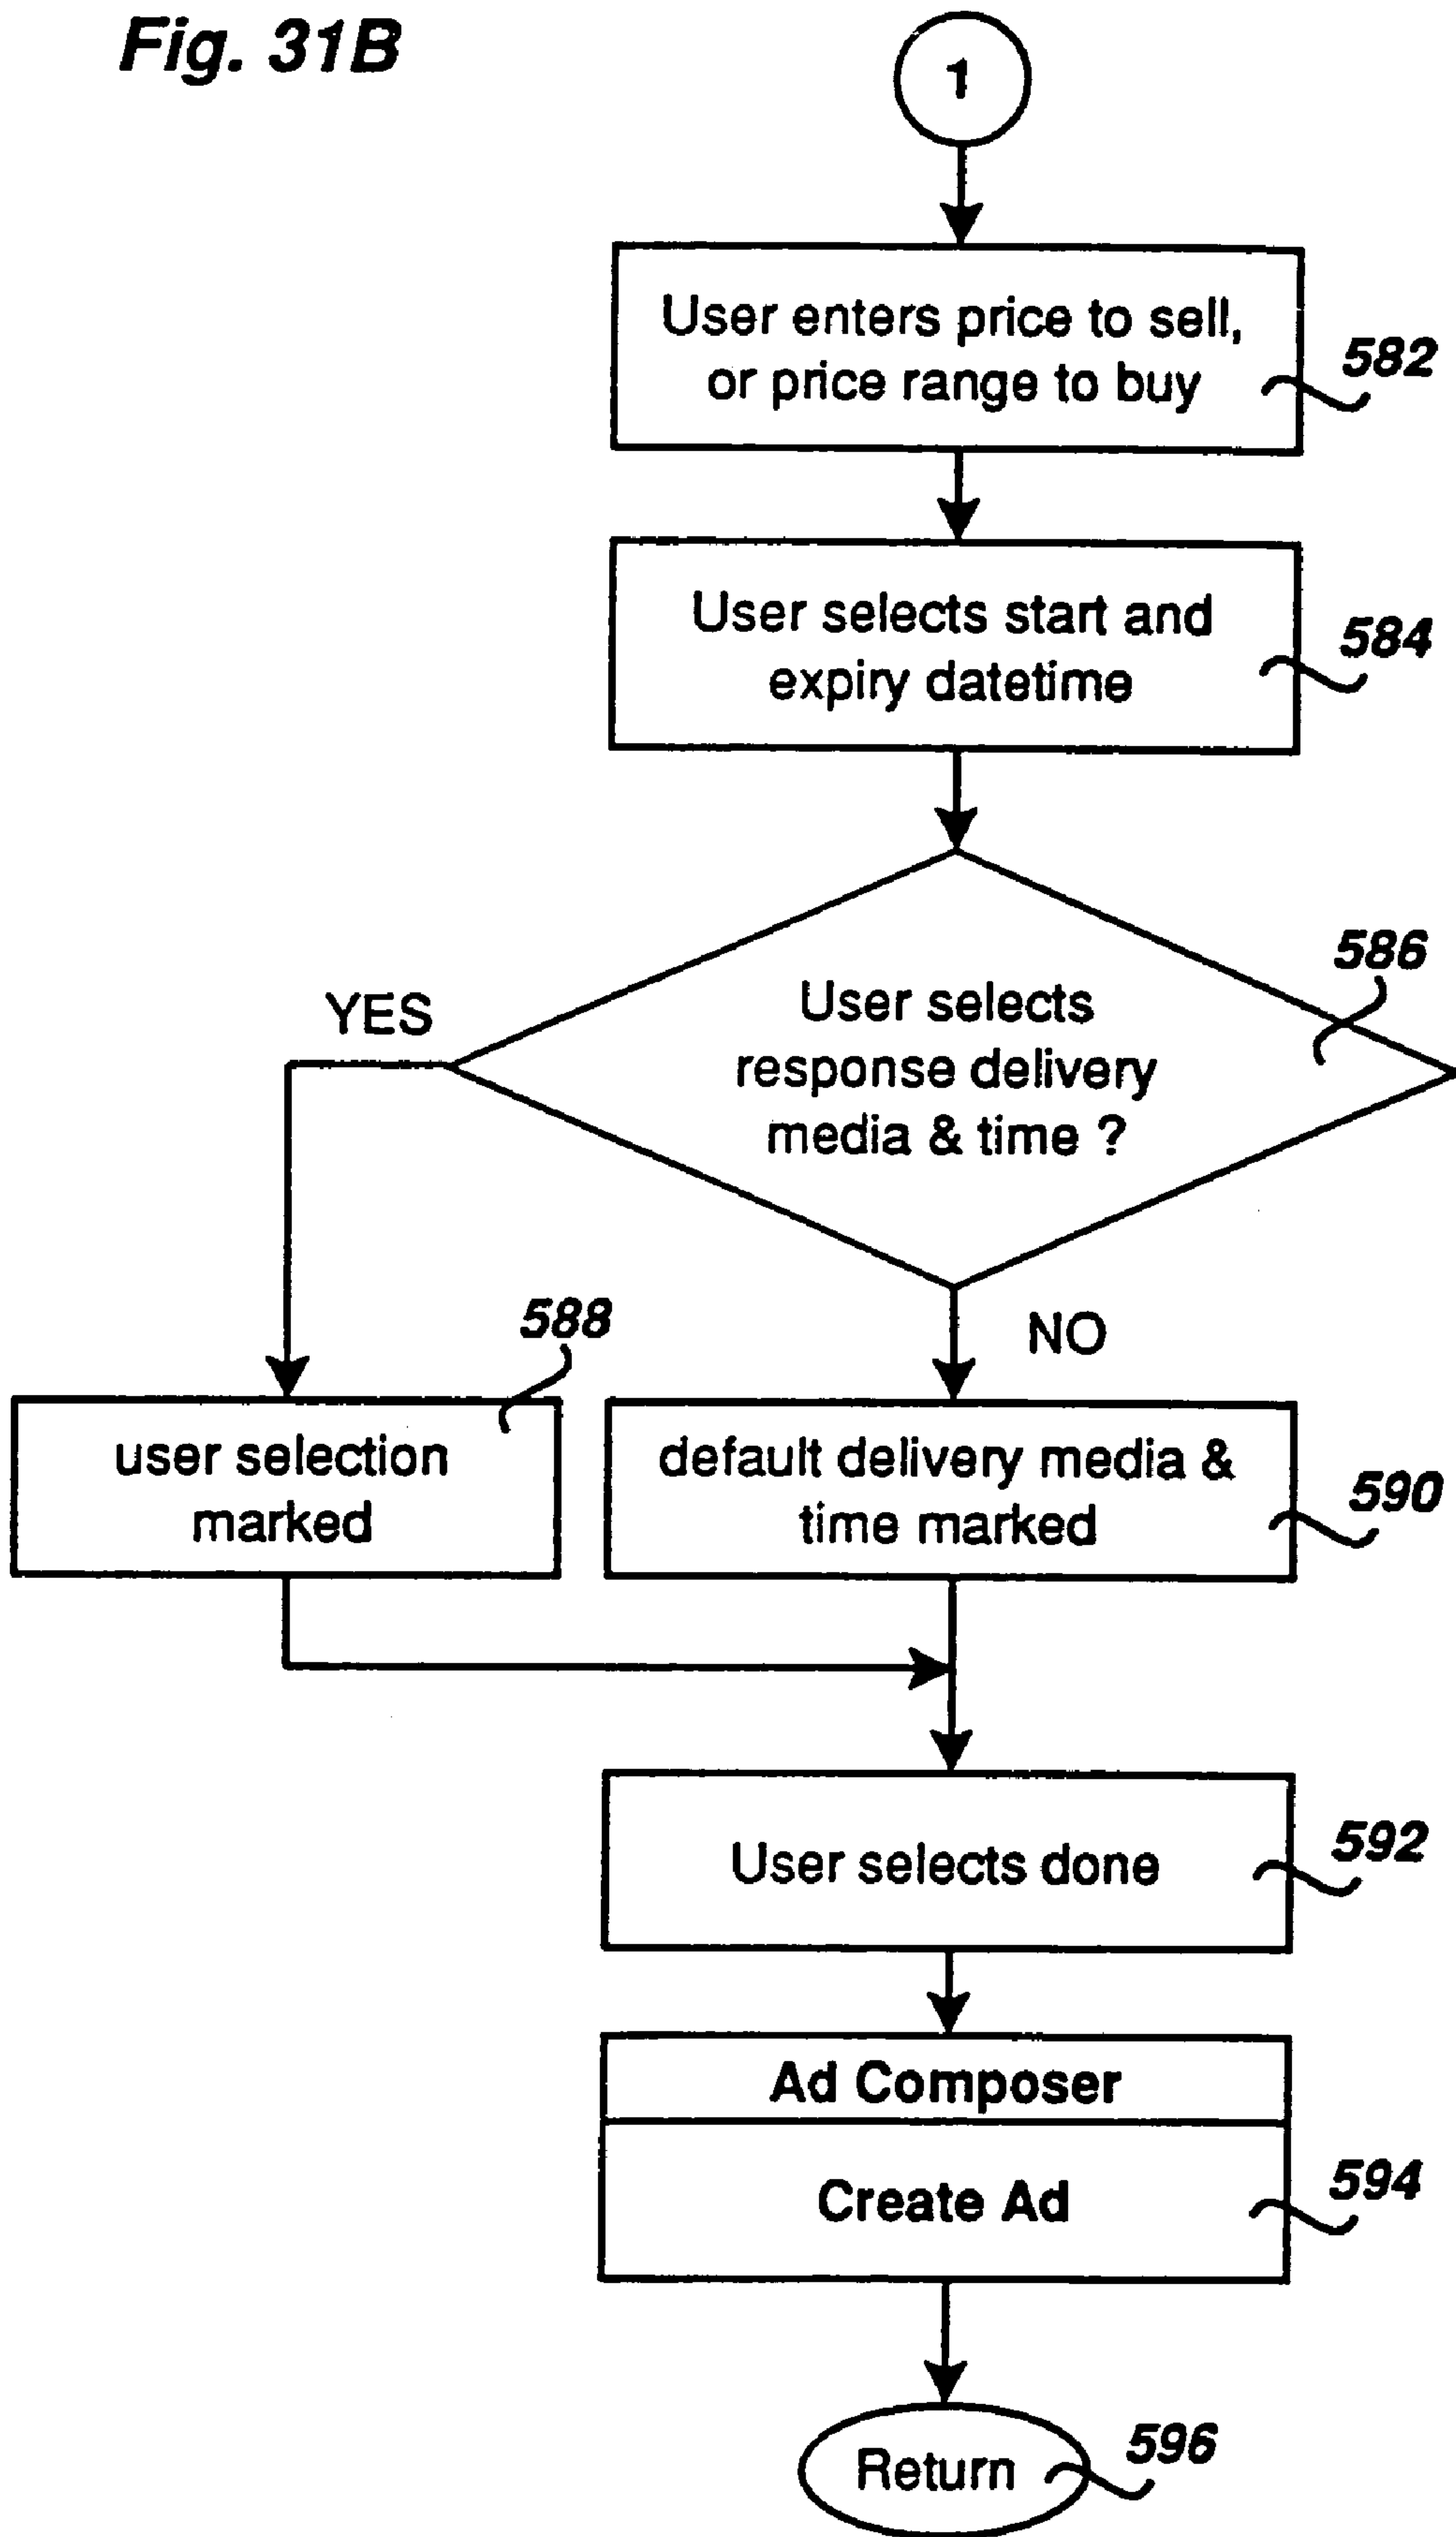 Fig. 31B
1
User enters price to sell,
or price range to buy
582
User selects start and
expiry datetime
584
586
User selects
response delivery
media & time ?
YES
NO
588
user selection
marked
default delivery media &
time marked
590
User selects done
592
Ad Composer
Create Ad
594
Return
596